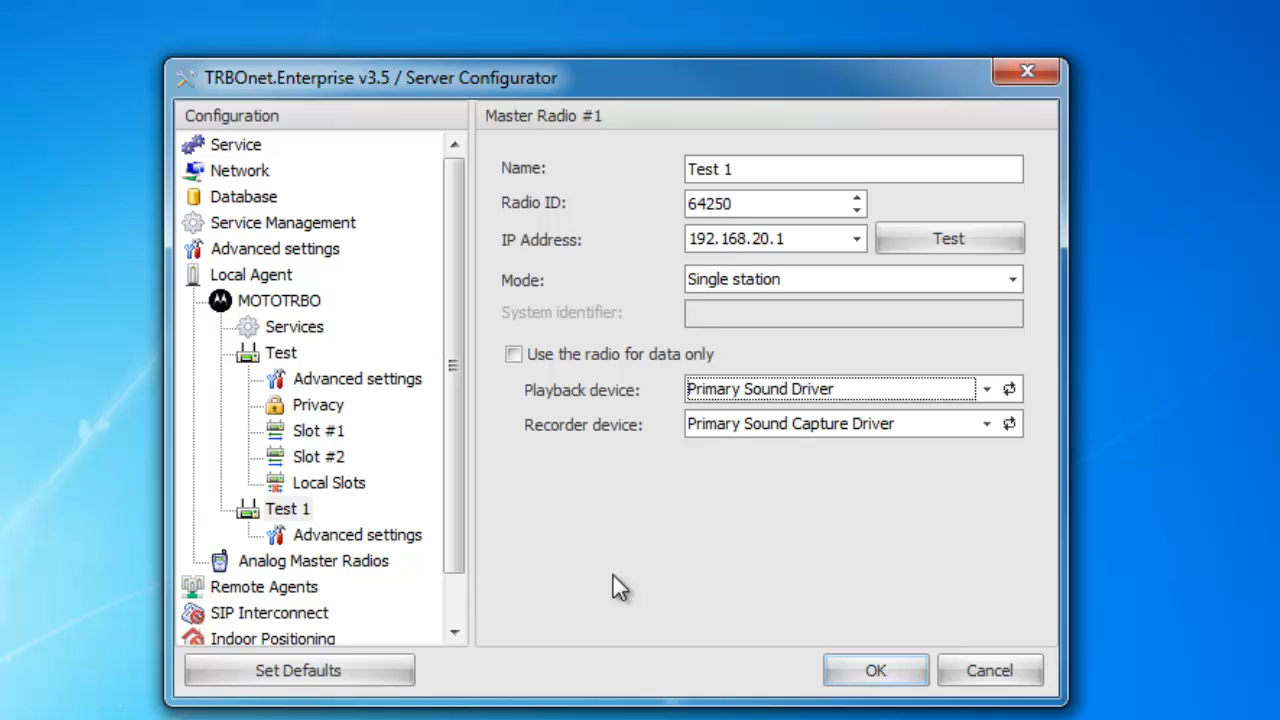 TRBOnet.Enterprise v3.5 / Server Configurator
Configuration
Service
Network
Database
Service Management
Advanced settings
Local Agent
MOTOTRBO
Services
Test
Advanced settings
Privacy
Slot #1
Slot #2
Local Slots
Test 1
Advanced settings
Analog Master Radios
Remote Agents
SIP Interconnect
Indoor Positioning
Set Defaults
Master Radio #1
Name: Test 1
Radio ID: 64250
IP Address: 192.168.20.1 Test
Mode: Single station
System identifier:
Use the radio for data only
Playback device: Primary Sound Driver
Recorder device: Primary Sound Capture Driver
OK Cancel